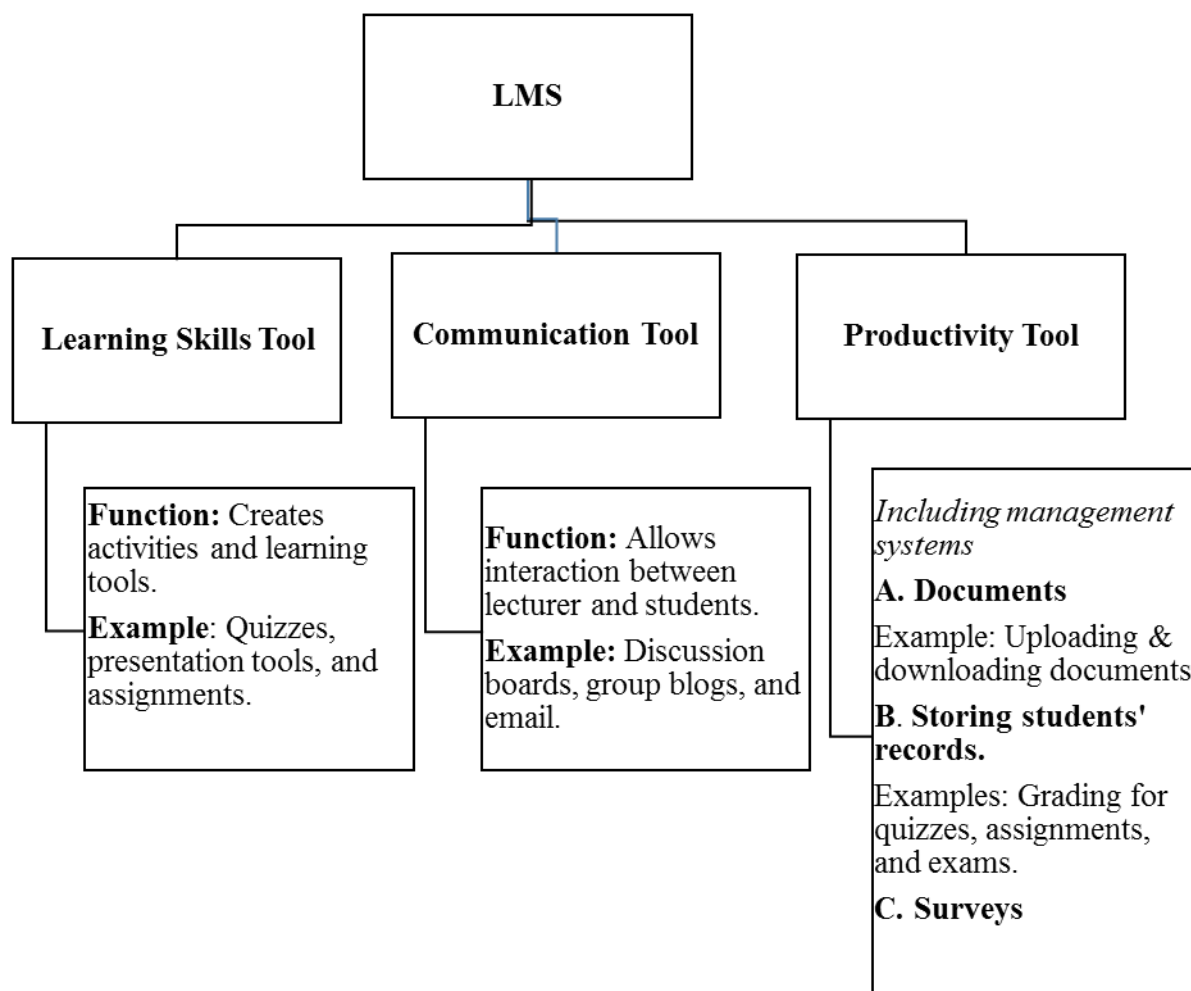 LMS
Learning Skills Tool
Communication Tool
Productivity Tool
Function: Creates
activities and learning
tools.
Example: Quizzes,
presentation tools, and
assignments.
Function: Allows
interaction between
lecturer and students.
Example: Discussion
boards, group blogs, and
email.
Including management
systems
A. Documents
Example: Uploading &
downloading documents
B. Storing students'
records.
Examples: Grading for
quizzes, assignments,
and exams.
C. Surveys